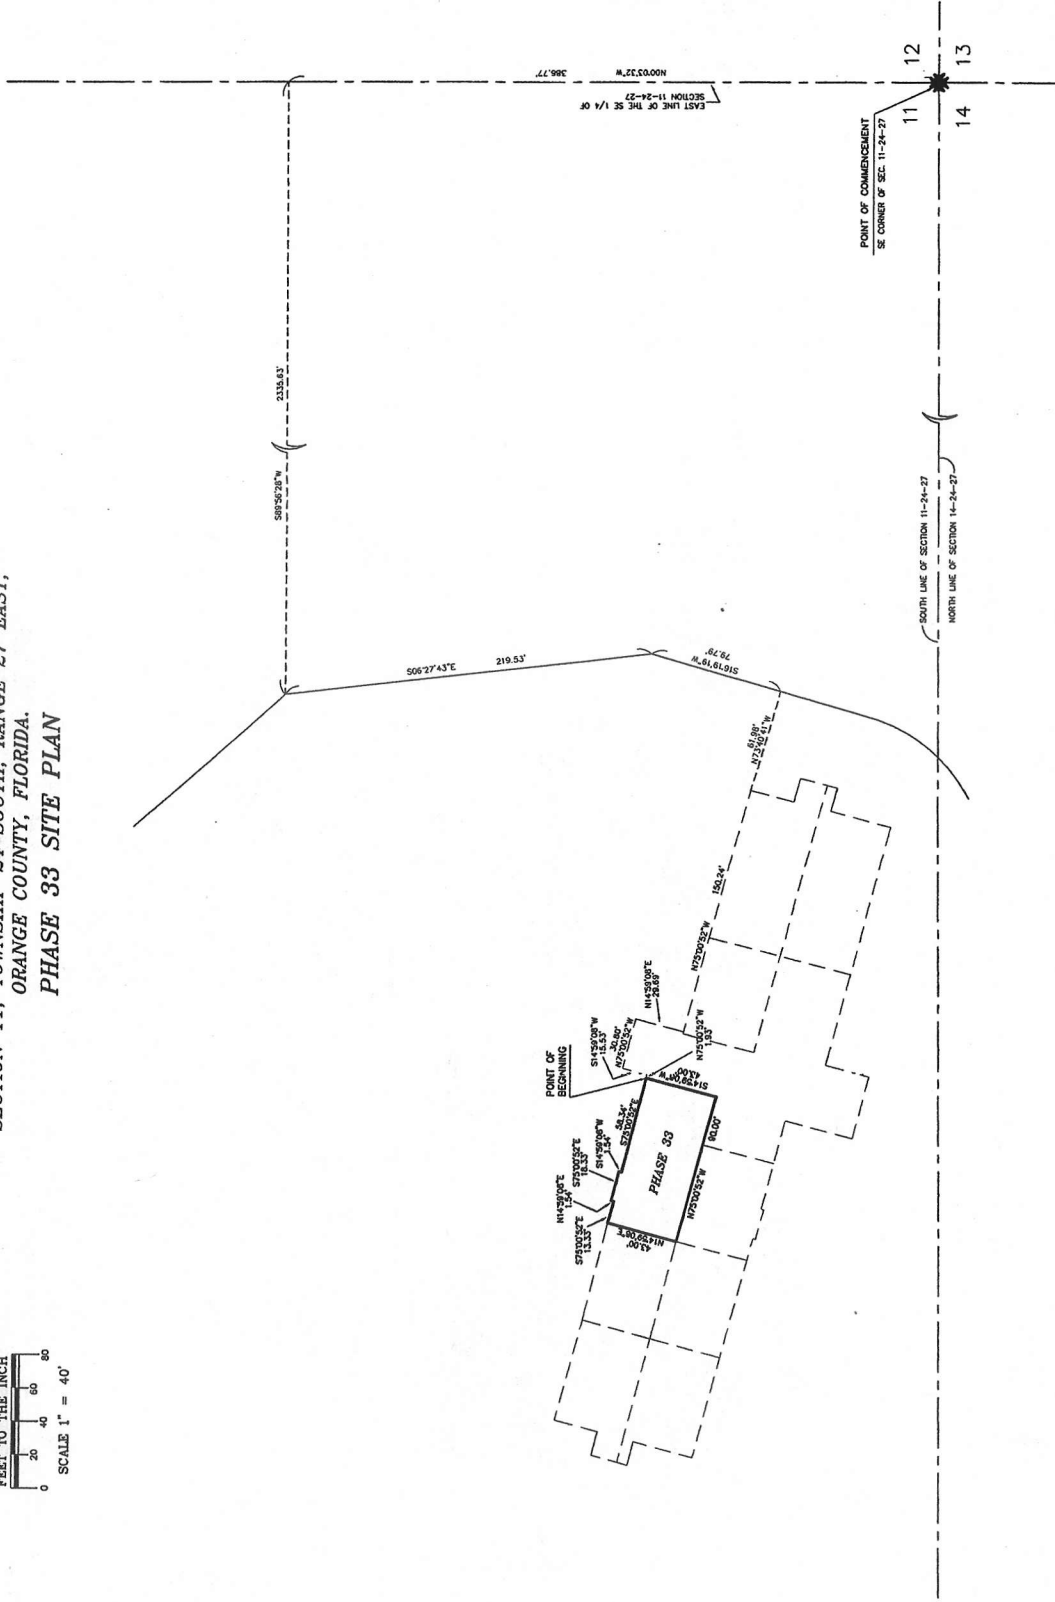 ORANGE COUNTY, FLORIDA.
PHASE 33 SITE PLAN
FEET TO THE INCH
0 20 40 60 80
SCALE 1" = 40'
12
13
11
14
N00°03'32"W
386.77'
EAST LINE OF THE SE 1/4 OF
SECTION 11-24-27
POINT OF COMMENCEMENT
SE CORNER OF SEC. 11-24-27
2335.63'
S89°56'28"W
SOUTH LINE OF SECTION 11-24-27
NORTH LINE OF SECTION 14-24-27
S06°27'43"E 219.53'
S16°19'19"W
79.79'
61.98'
N73°40'41"W
150.24'
N75°00'52"W
N14°59'08"E
29.69'
N75°00'52"W
1.93'
30.80'
N75°00'52"W
S14°59'08"W
15.53'
POINT OF
BEGINNING
S14°59'08"W
43.00'
58.34'
S75°00'52"E
S14°59'08"W
1.54'
S75°00'52"E
18.33'
N14°59'08"E
1.54'
S75°00'52"E
13.33'
N14°59'08"E
43.00'
PHASE 33
N75°00'52"W
90.00'